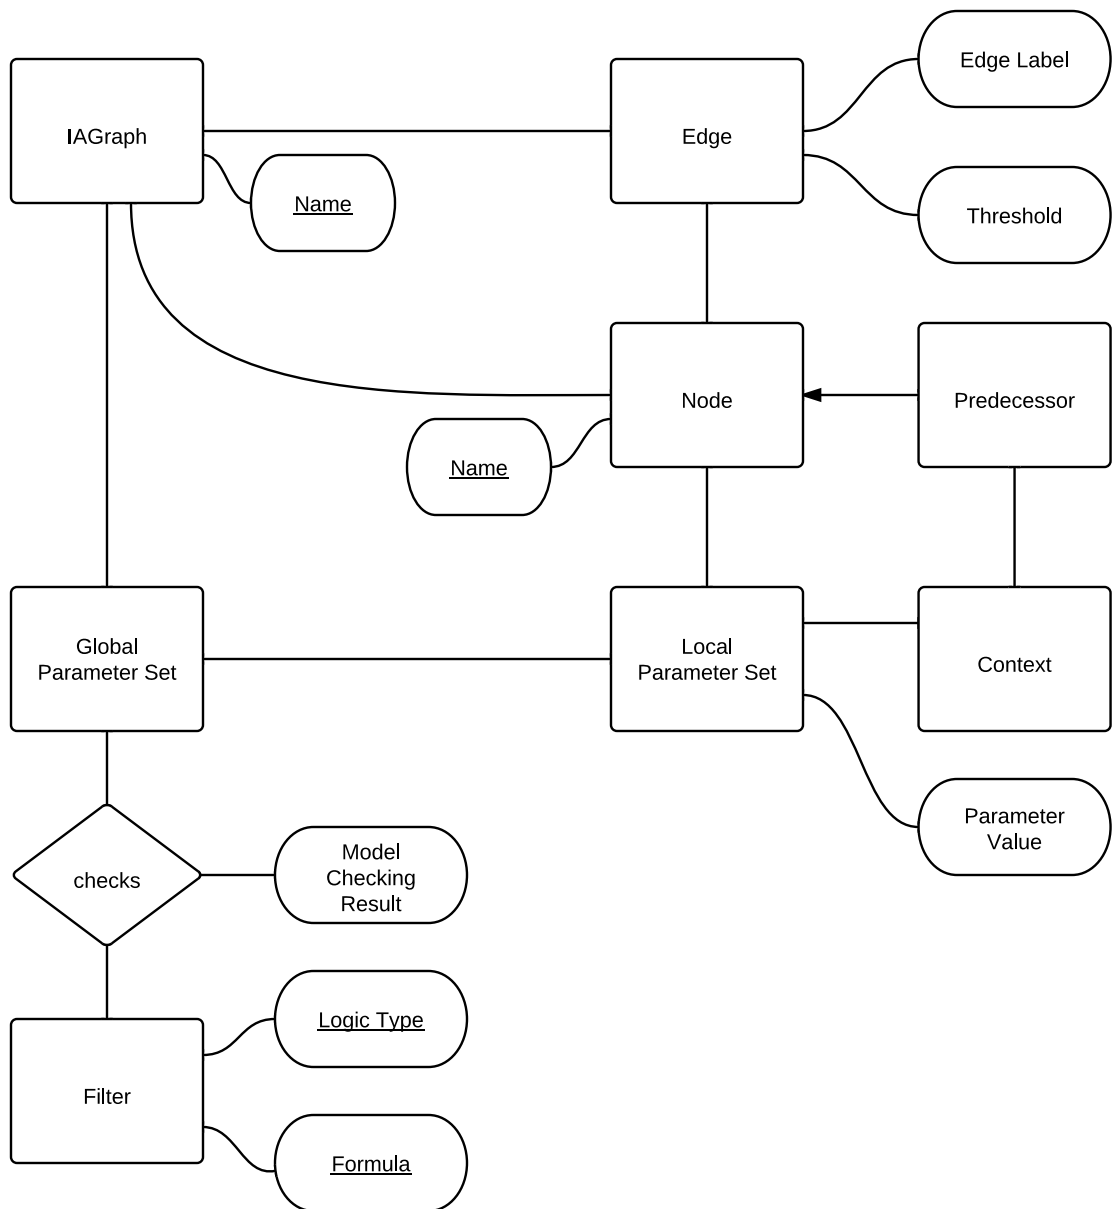 Edge Label
IAGraph
Edge
Name
Threshold
Node
Predecessor
Name
Global
Parameter Set
Local
Parameter Set
Context
Parameter
Value
Model
Checking
Result
checks
Logic Type
Filter
Formula